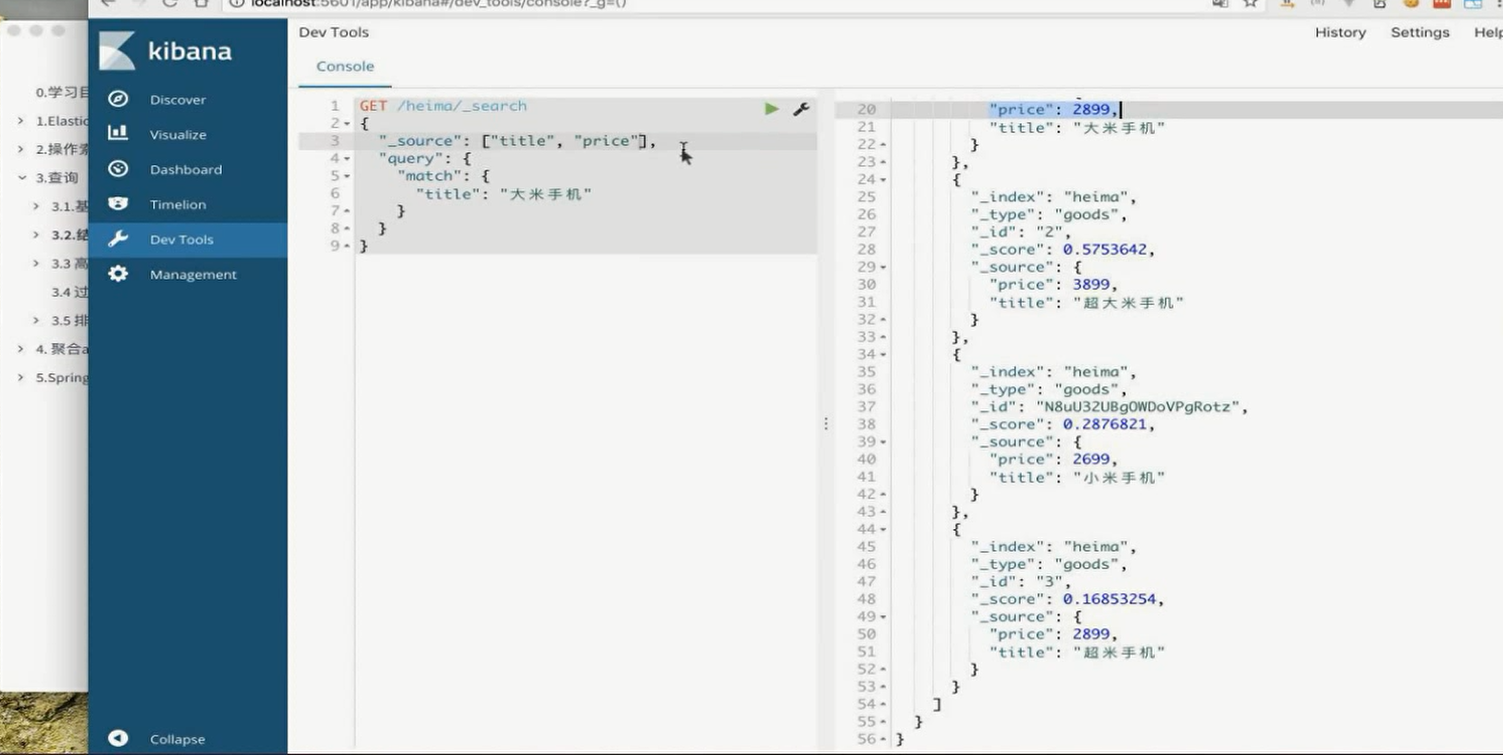 localhost:5601/app/kibana#/dev_tools/console?_g=()
kibana
Discover
Visualize
Dashboard
Timelion
Dev Tools
Management
Collapse
0.学习目
1.Elastic
2.操作索
3.查询
3.1.基
3.2.结
3.3 高
3.4 过
3.5 排
4. 聚合a
5.Spring
Dev Tools
History Settings Help
Console
1 GET /heima/_search
2 {
3 "_source": ["title", "price"],
4 "query": {
5 "match": {
6 "title": "大米手机"
7 }
8 }
9 }
20 "price": 2899,
21 "title": "大米手机"
22 }
23 },
24 {
25 "_index": "heima",
26 "_type": "goods",
27 "_id": "2",
28 "_score": 0.5753642,
29 "_source": {
30 "price": 3899,
31 "title": "超大米手机"
32 }
33 },
34 {
35 "_index": "heima",
36 "_type": "goods",
37 "_id": "N8uU32UBgOWDoVPgRotz",
38 "_score": 0.2876821,
39 "_source": {
40 "price": 2699,
41 "title": "小米手机"
42 }
43 },
44 {
45 "_index": "heima",
46 "_type": "goods",
47 "_id": "3",
48 "_score": 0.16853254,
49 "_source": {
50 "price": 2899,
51 "title": "超米手机"
52 }
53 }
54 ]
55 }
56 }